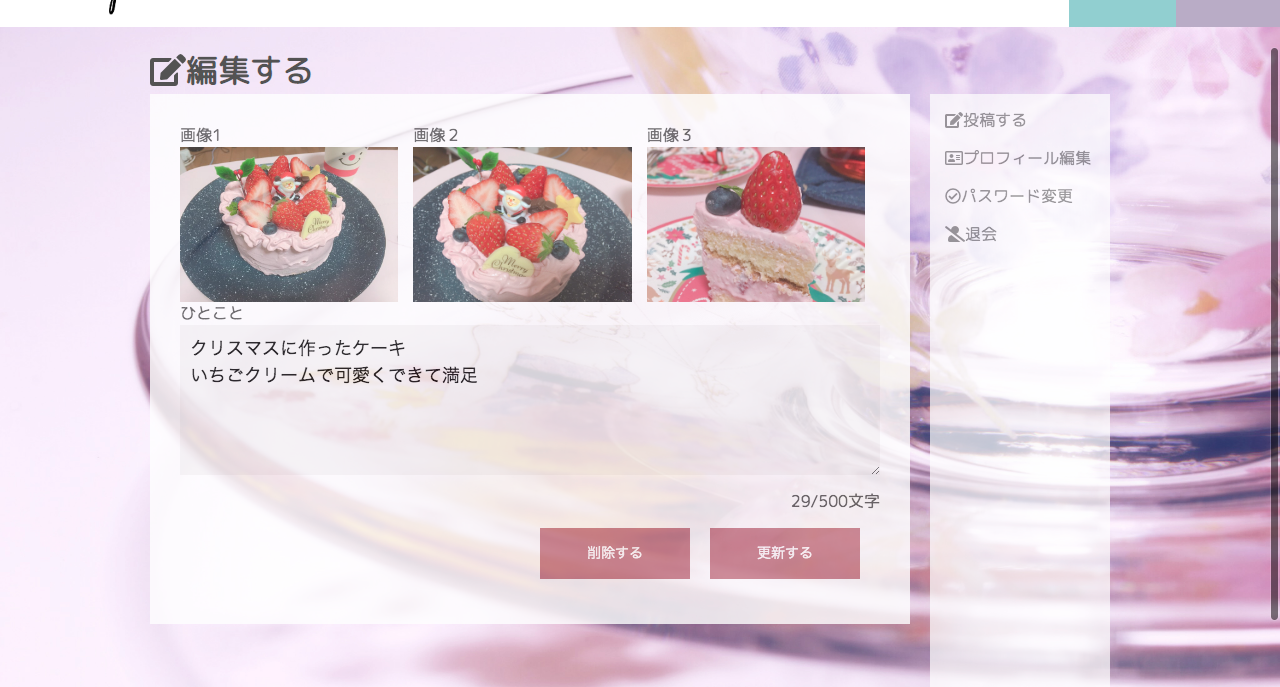 編集する
画像1
画像２
画像３
Merry
Christmas
Merry
Christmas
ひとこと
クリスマスに作ったケーキ
いちごクリームで可愛くできて満足
29/500文字
削除する
更新する
投稿する
プロフィール編集
パスワード変更
退会